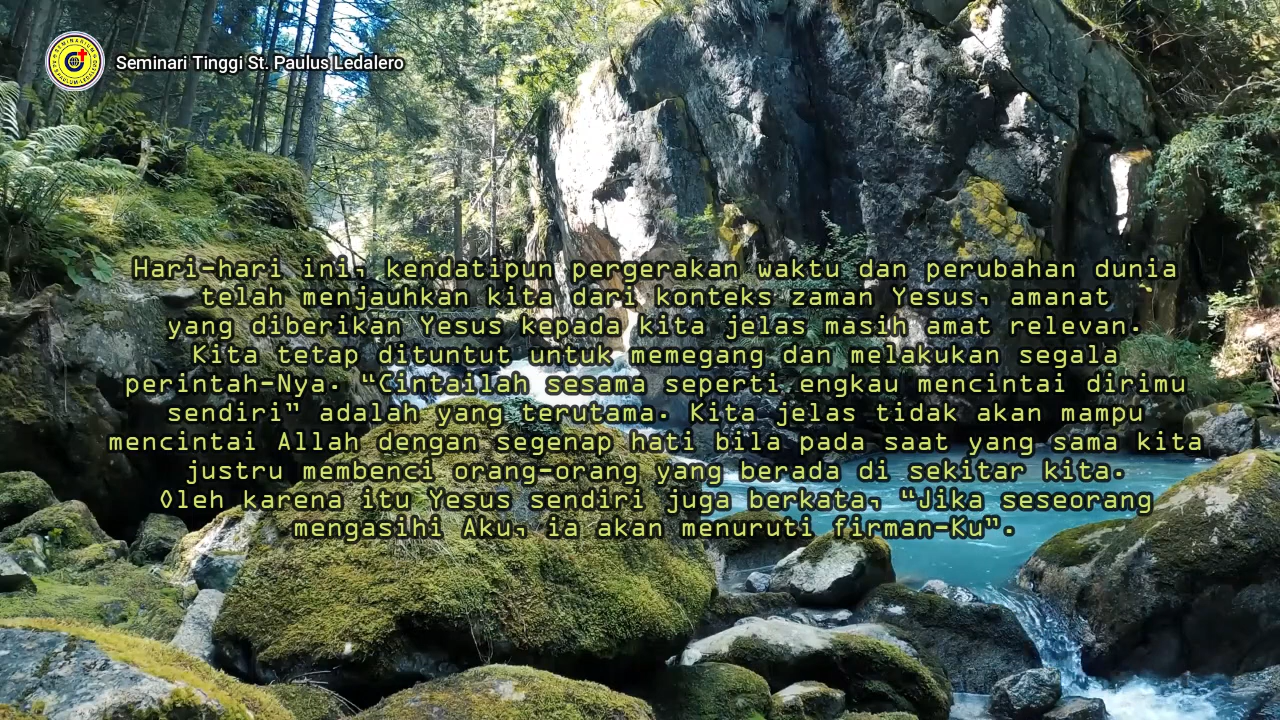 Seminari Tinggi St. Paulus Ledalero
Hari-hari ini, kendatipun pergerakan waktu dan perubahan dunia
telah menjauhkan kita dari konteks zaman Yesus, amanat
yang diberikan Yesus kepada kita jelas masih amat relevan.
Kita tetap dituntut untuk memegang dan melakukan segala
perintah-Nya. “Cintailah sesama seperti engkau mencintai dirimu
sendiri” adalah yang terutama. Kita jelas tidak akan mampu
mencintai Allah dengan segenap hati bila pada saat yang sama kita
justru membenci orang-orang yang berada di sekitar kita.
Oleh karena itu Yesus sendiri juga berkata, “Jika seseorang
mengasihi Aku, ia akan menuruti firman-Ku”.